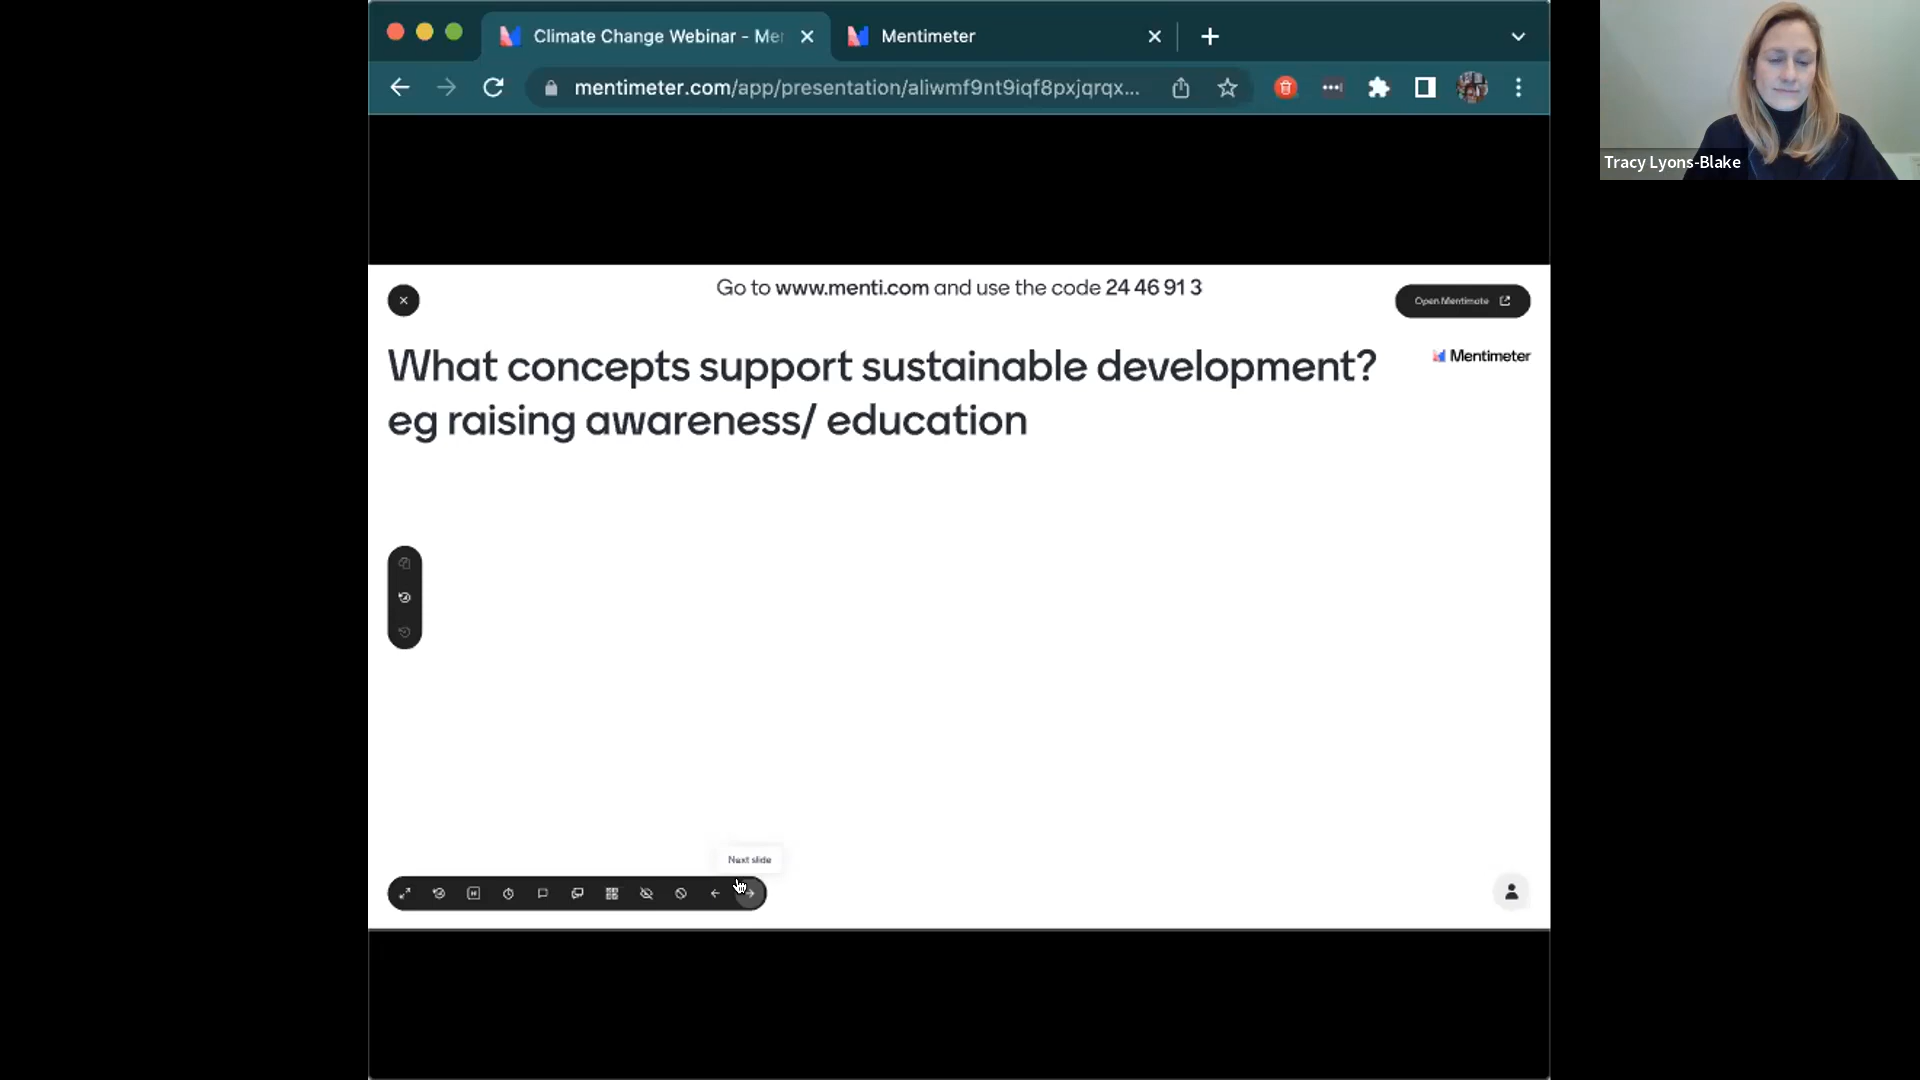 Climate Change Webinar - Me
Mentimeter
mentimeter.com/app/presentation/aliwmf9nt9iqf8pxjqrqx...
Tracy Lyons-Blake
Go to www.menti.com and use the code 24 46 91 3
Open Mentimote
Mentimeter
What concepts support sustainable development?
eg raising awareness/ education
Next slide